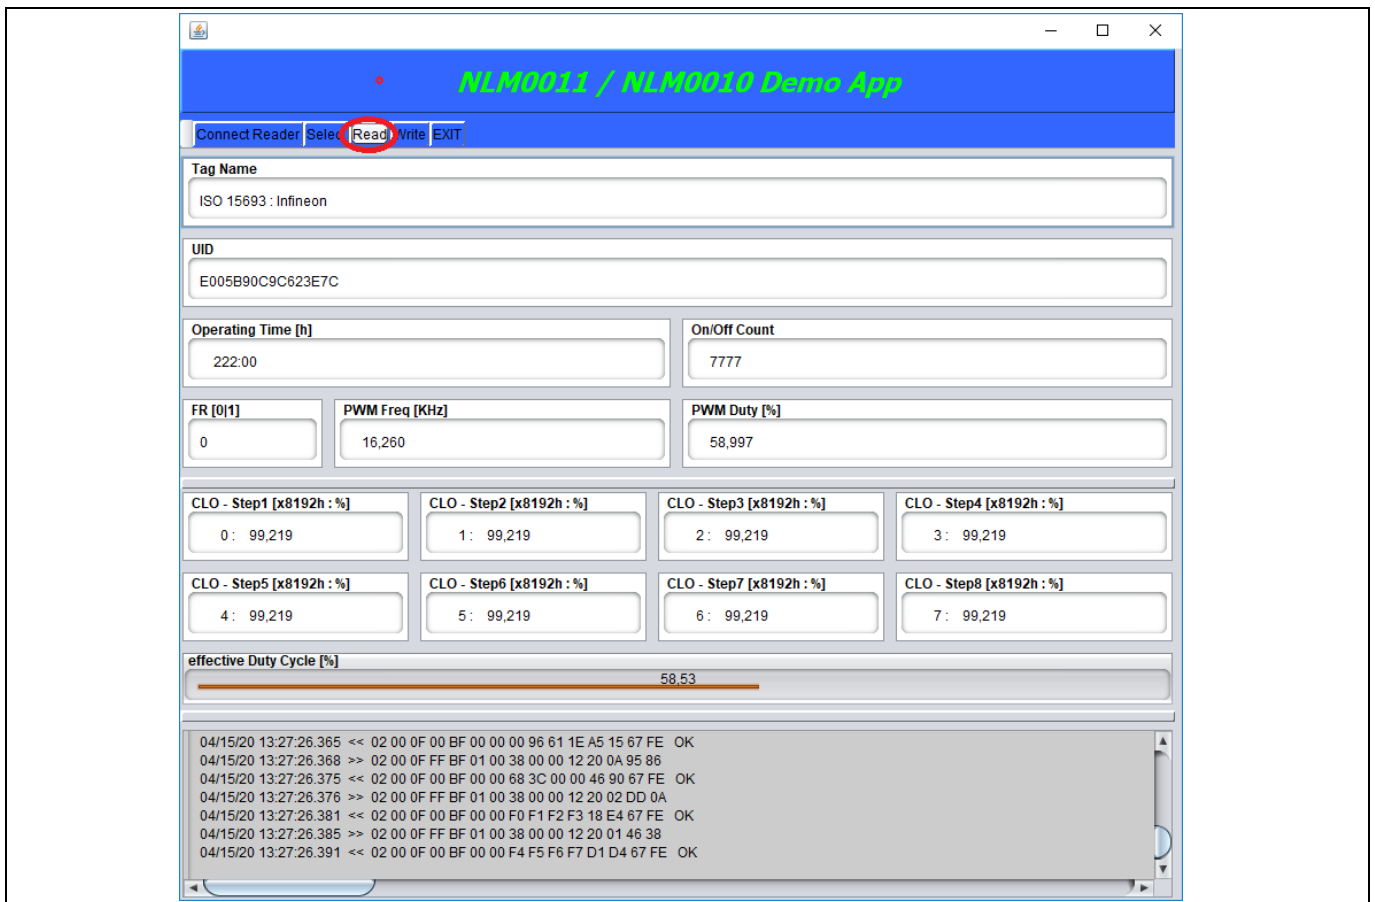 NLM0011 / NLM0010 Demo App
Connect Reader Selec Read Write EXIT
Tag Name
ISO 15693 : Infineon
UID
E005B90C9C623E7C
Operating Time [h] On/Off Count
222:00 7777
FR [0|1] PWM Freq [KHz] PWM Duty [%]
0 16,260 58,997
CLO - Step1 [x8192h : %] CLO - Step2 [x8192h : %] CLO - Step3 [x8192h : %] CLO - Step4 [x8192h : %]
0 : 99,219 1 : 99,219 2 : 99,219 3 : 99,219
CLO - Step5 [x8192h : %] CLO - Step6 [x8192h : %] CLO - Step7 [x8192h : %] CLO - Step8 [x8192h : %]
4 : 99,219 5 : 99,219 6 : 99,219 7 : 99,219
effective Duty Cycle [%]
58,53
04/15/20 13:27:26.365 << 02 00 0F 00 BF 00 00 00 96 61 1E A5 15 67 FE OK
04/15/20 13:27:26.368 >> 02 00 0F FF BF 01 00 38 00 00 12 20 0A 95 86
04/15/20 13:27:26.375 << 02 00 0F 00 BF 00 00 68 3C 00 00 46 90 67 FE OK
04/15/20 13:27:26.376 >> 02 00 0F FF BF 01 00 38 00 00 12 20 02 DD 0A
04/15/20 13:27:26.381 << 02 00 0F 00 BF 00 00 F0 F1 F2 F3 18 E4 67 FE OK
04/15/20 13:27:26.385 >> 02 00 0F FF BF 01 00 38 00 00 12 20 01 46 38
04/15/20 13:27:26.391 << 02 00 0F 00 BF 00 00 F4 F5 F6 F7 D1 D4 67 FE OK